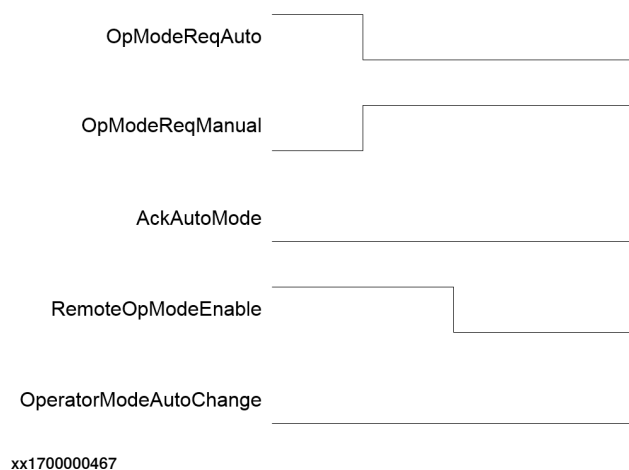 OpModeReqAuto
OpModeReqManual
AckAutoMode
RemoteOpModeEnable
OperatorModeAutoChange
xx1700000467